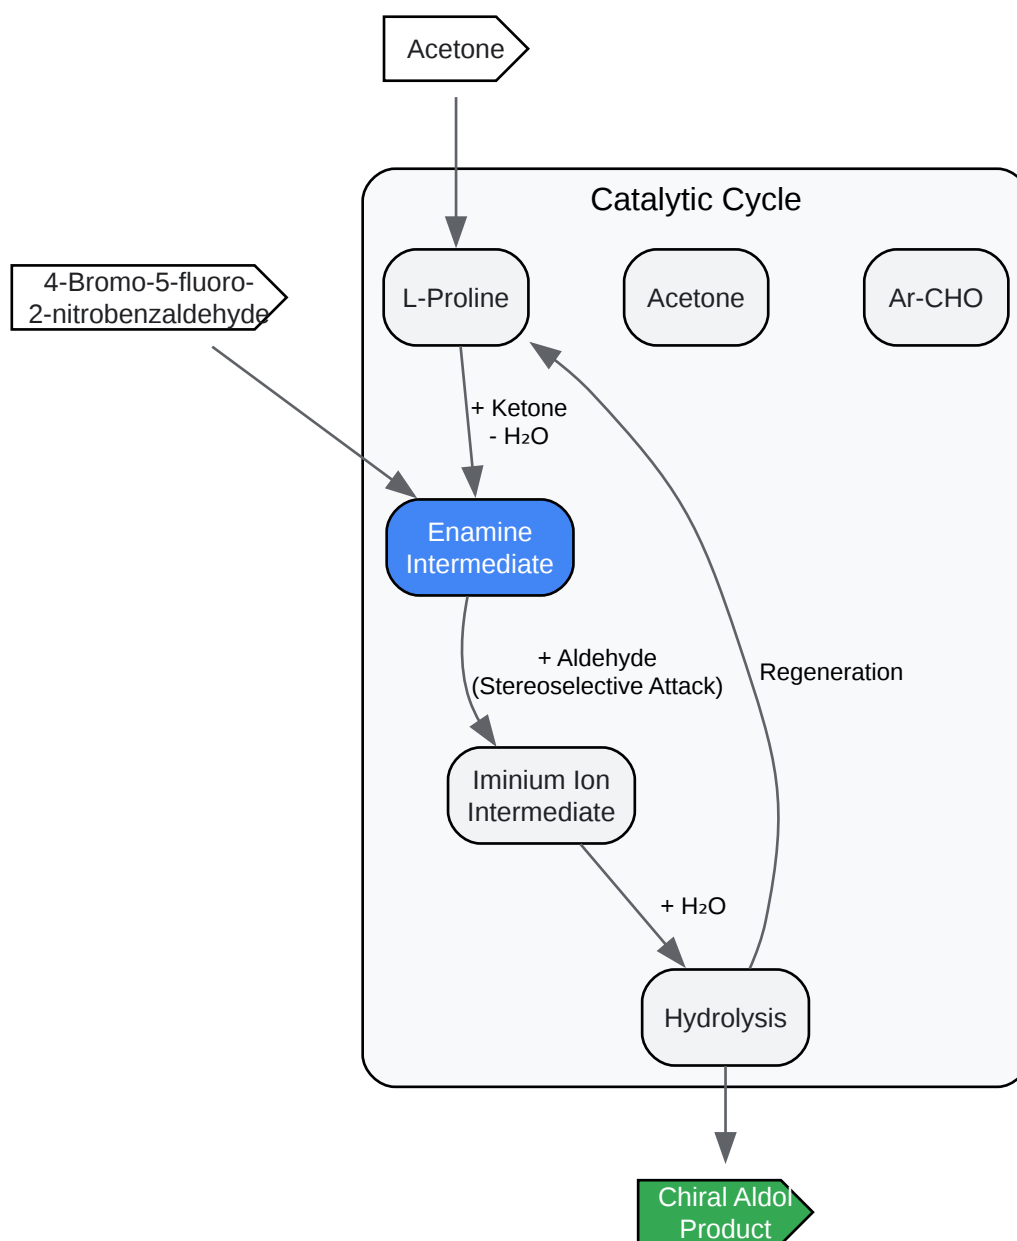 Acetone
Catalytic Cycle
4-Bromo-5-fluoro-
2-nitrobenzaldehyde
L-Proline
Acetone
Ar-CHO
+ Ketone
- H₂O
Enamine
Intermediate
+ Aldehyde
(Stereoselective Attack)
Regeneration
Iminium Ion
Intermediate
+ H₂O
Hydrolysis
Chiral Aldol
Product